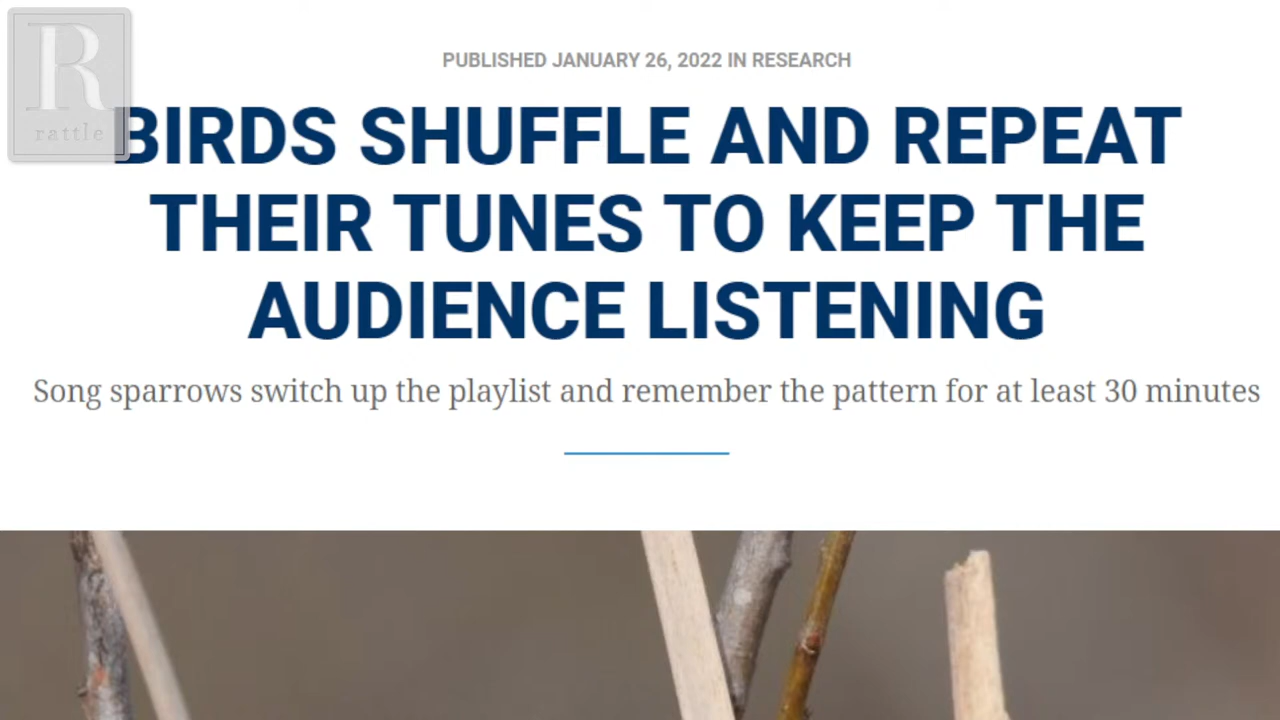 R
rattle
PUBLISHED JANUARY 26, 2022 IN RESEARCH
BIRDS SHUFFLE AND REPEAT
THEIR TUNES TO KEEP THE
AUDIENCE LISTENING
Song sparrows switch up the playlist and remember the pattern for at least 30 minutes